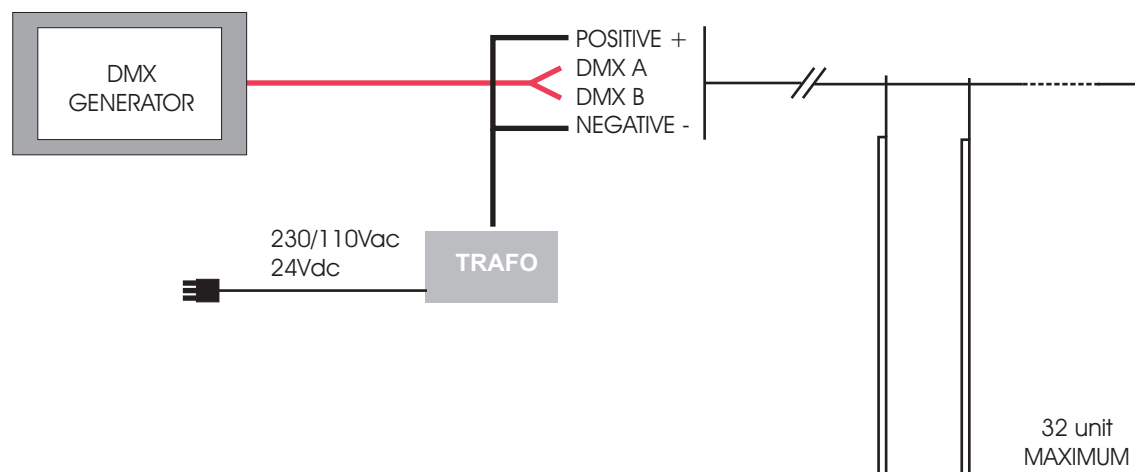 DMX
GENERATOR
POSITIVE +
DMX A
DMX B
NEGATIVE -
230/110Vac
24Vdc
TRAFO
32 unit
MAXIMUM